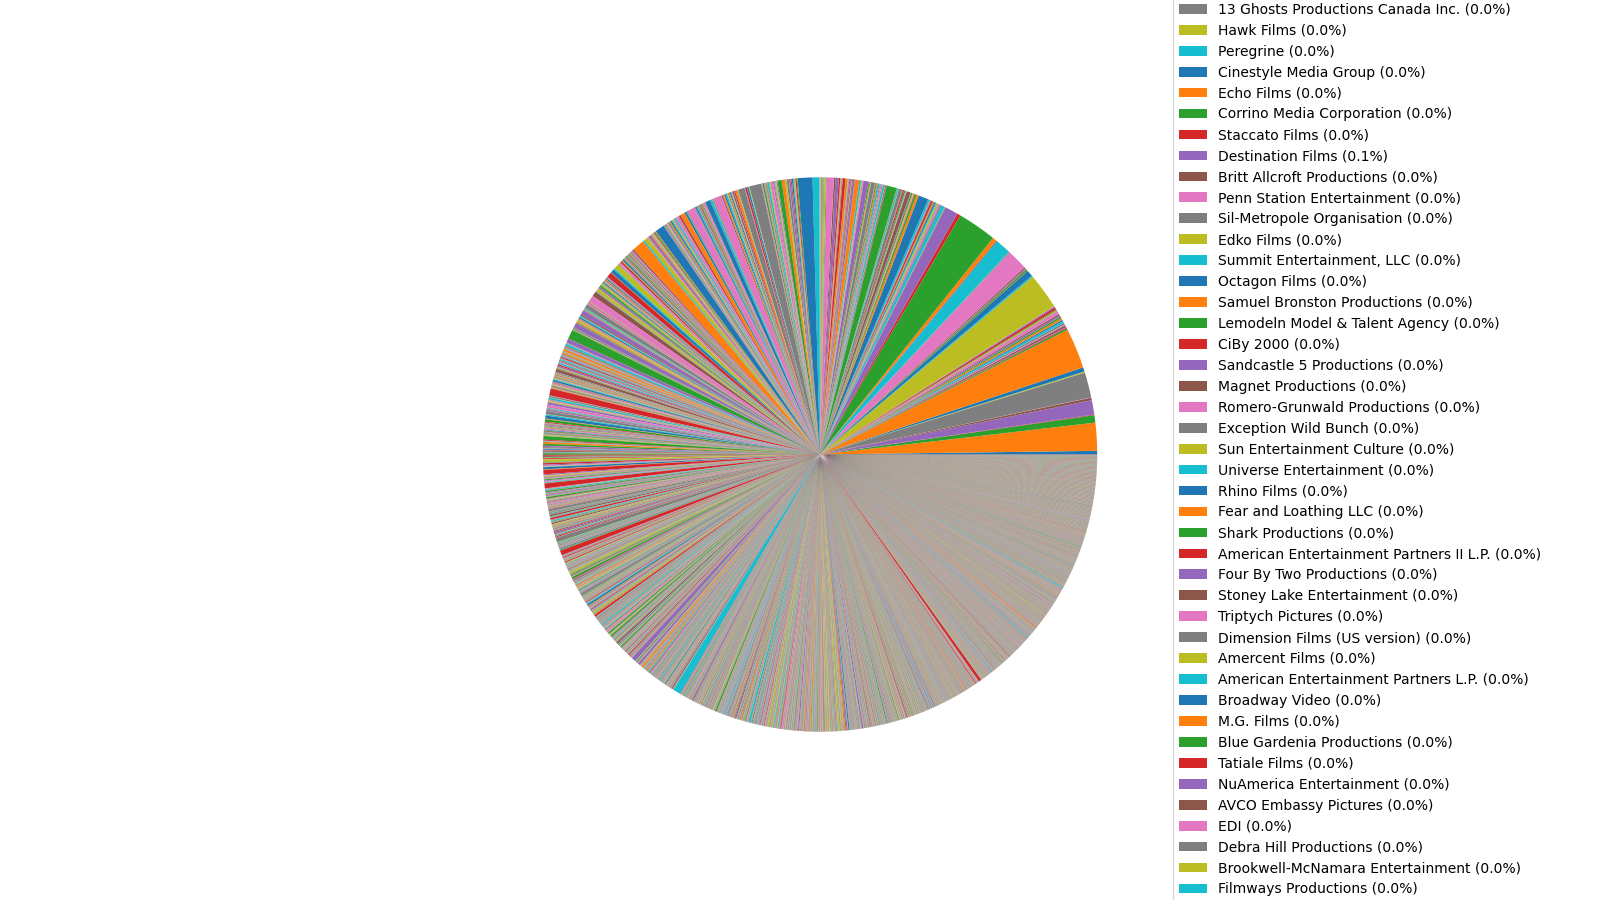 13 Ghosts Productions Canada Inc. (0.0%)
Hawk Films (0.0%)
Peregrine (0.0%)
Cinestyle Media Group (0.0%)
Echo Films (0.0%)
Corrino Media Corporation (0.0%)
Staccato Films (0.0%)
Destination Films (0.1%)
Britt Allcroft Productions (0.0%)
Penn Station Entertainment (0.0%)
Sil-Metropole Organisation (0.0%)
Edko Films (0.0%)
Summit Entertainment, LLC (0.0%)
Octagon Films (0.0%)
Samuel Bronston Productions (0.0%)
Lemodeln Model & Talent Agency (0.0%)
CiBy 2000 (0.0%)
Sandcastle 5 Productions (0.0%)
Magnet Productions (0.0%)
Romero-Grunwald Productions (0.0%)
Exception Wild Bunch (0.0%)
Sun Entertainment Culture (0.0%)
Universe Entertainment (0.0%)
Rhino Films (0.0%)
Fear and Loathing LLC (0.0%)
Shark Productions (0.0%)
American Entertainment Partners II L.P. (0.0%)
Four By Two Productions (0.0%)
Stoney Lake Entertainment (0.0%)
Triptych Pictures (0.0%)
Dimension Films (US version) (0.0%)
Amercent Films (0.0%)
American Entertainment Partners L.P. (0.0%)
Broadway Video (0.0%)
M.G. Films (0.0%)
Blue Gardenia Productions (0.0%)
Tatiale Films (0.0%)
NuAmerica Entertainment (0.0%)
AVCO Embassy Pictures (0.0%)
EDI (0.0%)
Debra Hill Productions (0.0%)
Brookwell-McNamara Entertainment (0.0%)
Filmways Productions (0.0%)